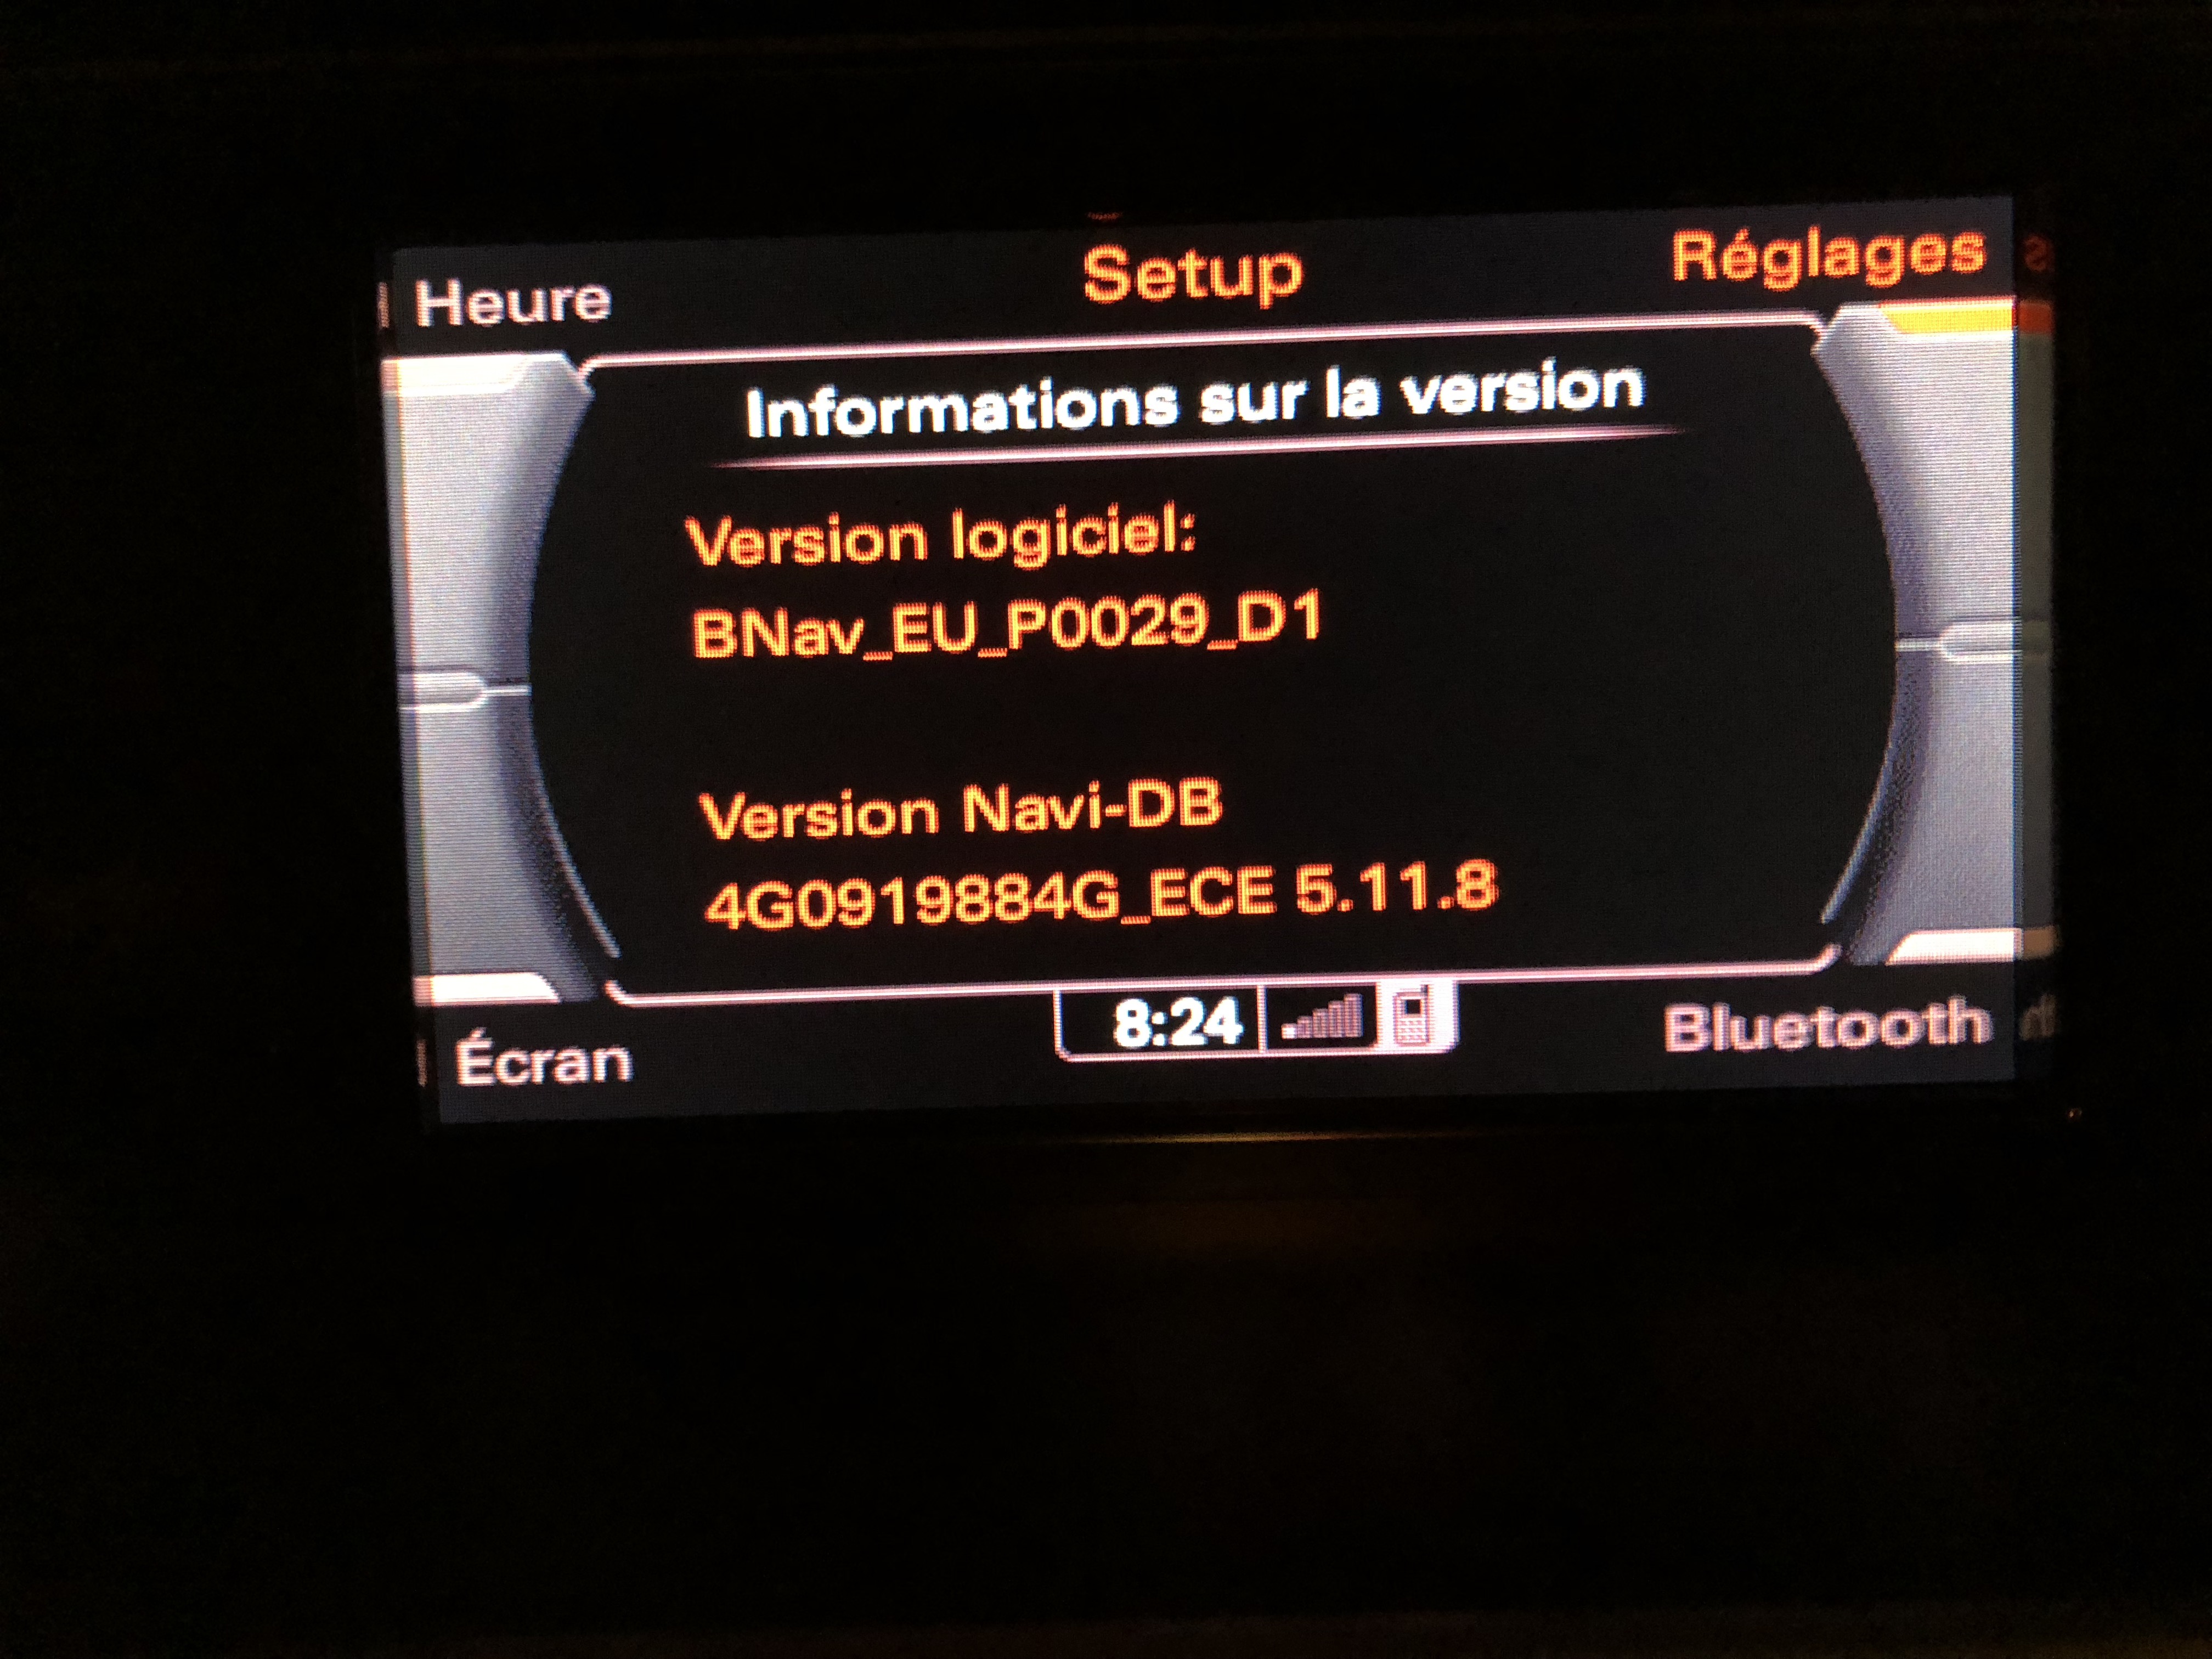 Heure
Setup
Réglages
Informations sur la version
Version logiciel:
BNav_EU_P0029_D1
Version Navi-DB
4G0919884G_ECE 5.11.8
8:24
Écran
Bluetooth